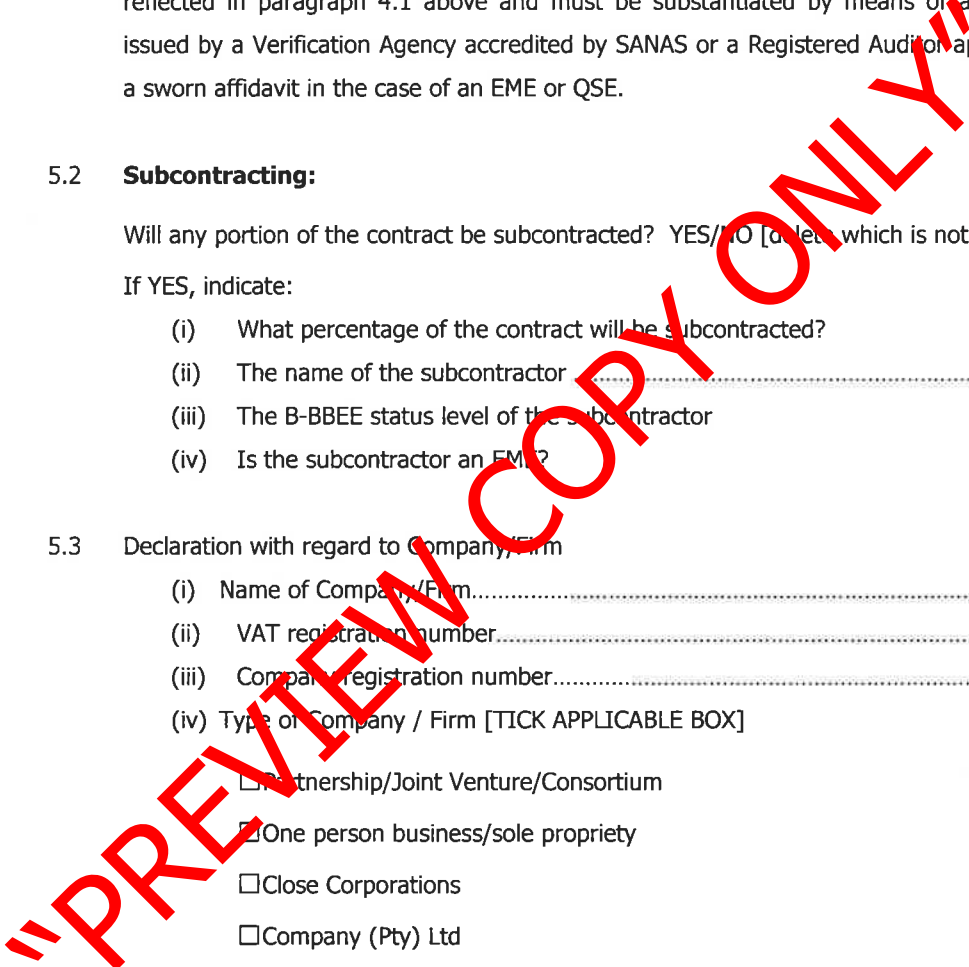 reflected in paragraph 4.1 above and must be substantiated by means of a
issued by a Verification Agency accredited by SANAS or a Registered Auditor
a sworn affidavit in the case of an EME or QSE.
5.2 Subcontracting:
Will any portion of the contract be subcontracted? YES/NO [delete which is not
If YES, indicate:
(i) What percentage of the contract will be subcontracted?
(ii) The name of the subcontractor ................................................
(iii) The B-BBEE status level of the subcontractor
(iv) Is the subcontractor an EME?
5.3 Declaration with regard to Company/Firm
(i) Name of Company/Firm................................................
(ii) VAT registration number................................................
(iii) Company registration number................................................
(iv) Type of Company / Firm [TICK APPLICABLE BOX]
☐Partnership/Joint Venture/Consortium
☐One person business/sole propriety
☐Close Corporations
☐Company (Pty) Ltd
"PREVIEW COPY ONLY"